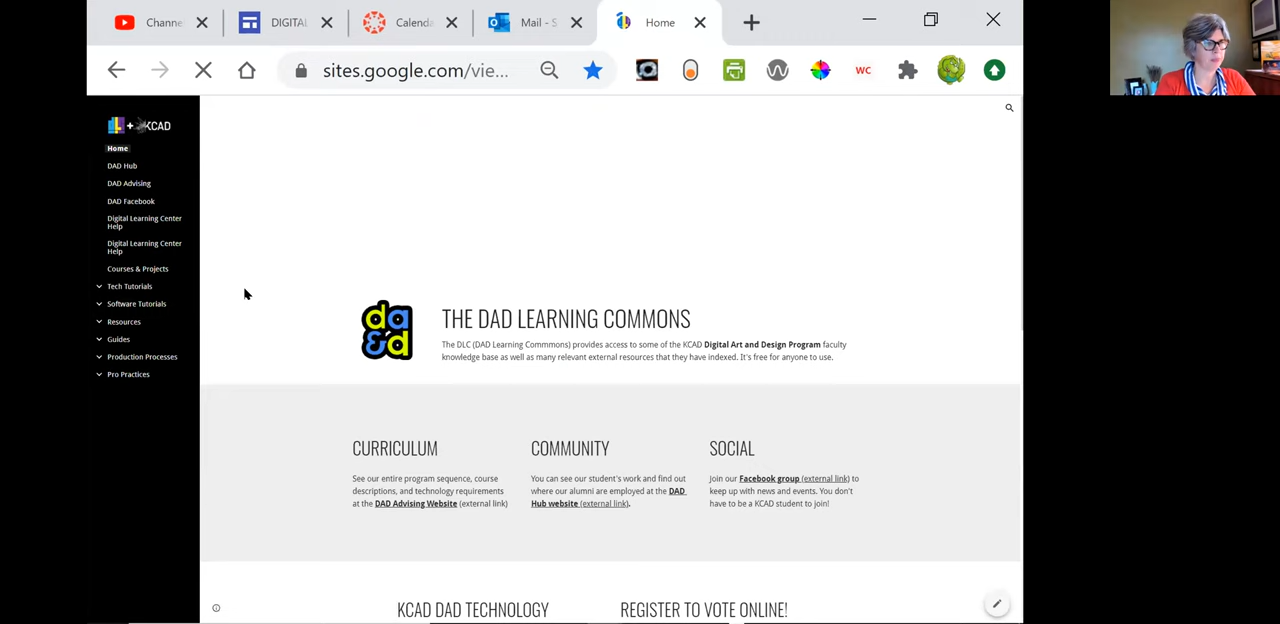 Channe
DIGITAL
Calenda
Mail - S
Home
sites.google.com/vie...
WC
L + KCAD
Home
DAD Hub
DAD Advising
DAD Facebook
Digital Learning Center
Help
Digital Learning Center
Help
Courses & Projects
Tech Tutorials
Software Tutorials
Resources
Guides
Production Processes
Pro Practices
da
&d
THE DAD LEARNING COMMONS
The DLC (DAD Learning Commmons) provides access to some of the KCAD Digital Art and Design Program faculty
knowledge base as well as many relevant external resources that they have indexed. It's free for anyone to use.
CURRICULUM
See our entire program sequence, course
descriptions, and technology requirements
at the DAD Advising Website (external link)
COMMUNITY
You can see our student's work and find out
where our alumni are employed at the DAD
Hub website (external link).
SOCIAL
Join our Facebook group (external link) to
keep up with news and events. You don't
have to be a KCAD student to join!
KCAD DAD TECHNOLOGY
REGISTER TO VOTE ONLINE!